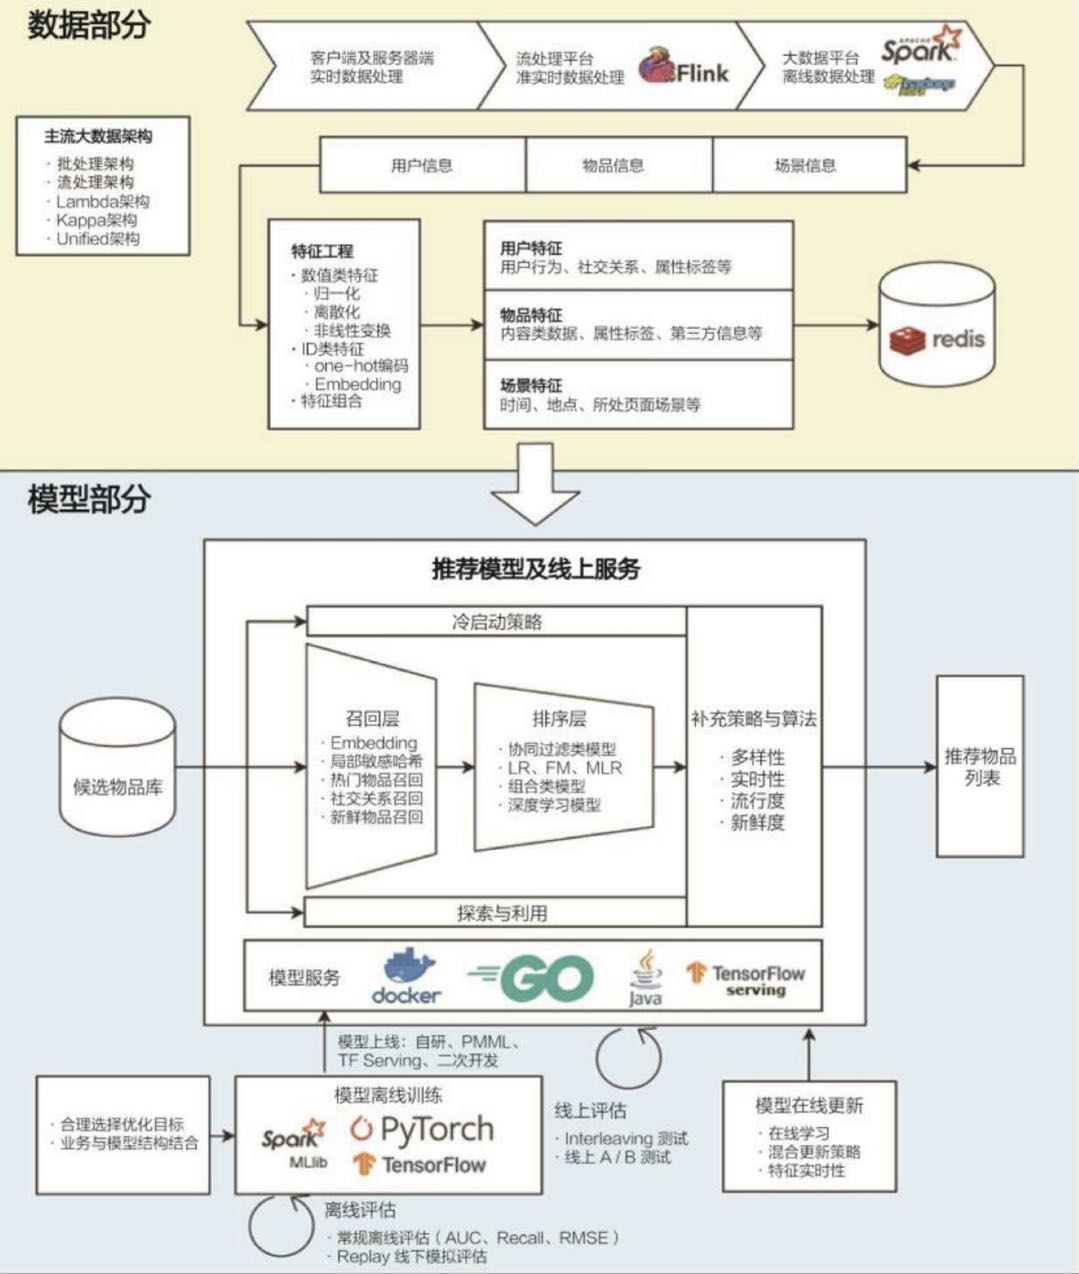 数据部分
客户端及服务器端
实时数据处理
流处理平台
准实时数据处理
Flink
大数据平台
离线数据处理
APACHE
Spark
主流大数据架构
· 批处理架构
· 流处理架构
· Lambda架构
· Kappa架构
· Unified架构
用户信息
物品信息
场景信息
特征工程
· 数值类特征
· 归一化
· 离散化
· 非线性变换
· ID类特征
· one-hot编码
· Embedding
· 特征组合
用户特征
用户行为、社交关系、属性标签等
物品特征
内容类数据、属性标签、第三方信息等
场景特征
时间、地点、所处页面场景等
redis
模型部分
推荐模型及线上服务
冷启动策略
候选物品库
召回层
· Embedding
· 局部敏感哈希
· 热门物品召回
· 社交关系召回
· 新鲜物品召回
排序层
· 协同过滤类模型
· LR、FM、MLR
· 组合类模型
· 深度学习模型
补充策略与算法
· 多样性
· 实时性
· 流行度
· 新鲜度
推荐物品
列表
探索与利用
模型服务
docker
GO
Java
TensorFlow
serving
模型上线：自研、PMML、
TF Serving、二次开发
· 合理选择优化目标
· 业务与模型结构结合
模型离线训练
Spark
MLlib
PyTorch
TensorFlow
线上评估
· Interleaving 测试
· 线上 A / B 测试
模型在线更新
· 在线学习
· 混合更新策略
· 特征实时性
离线评估
· 常规离线评估（AUC、Recall、RMSE）
· Replay 线下模拟评估